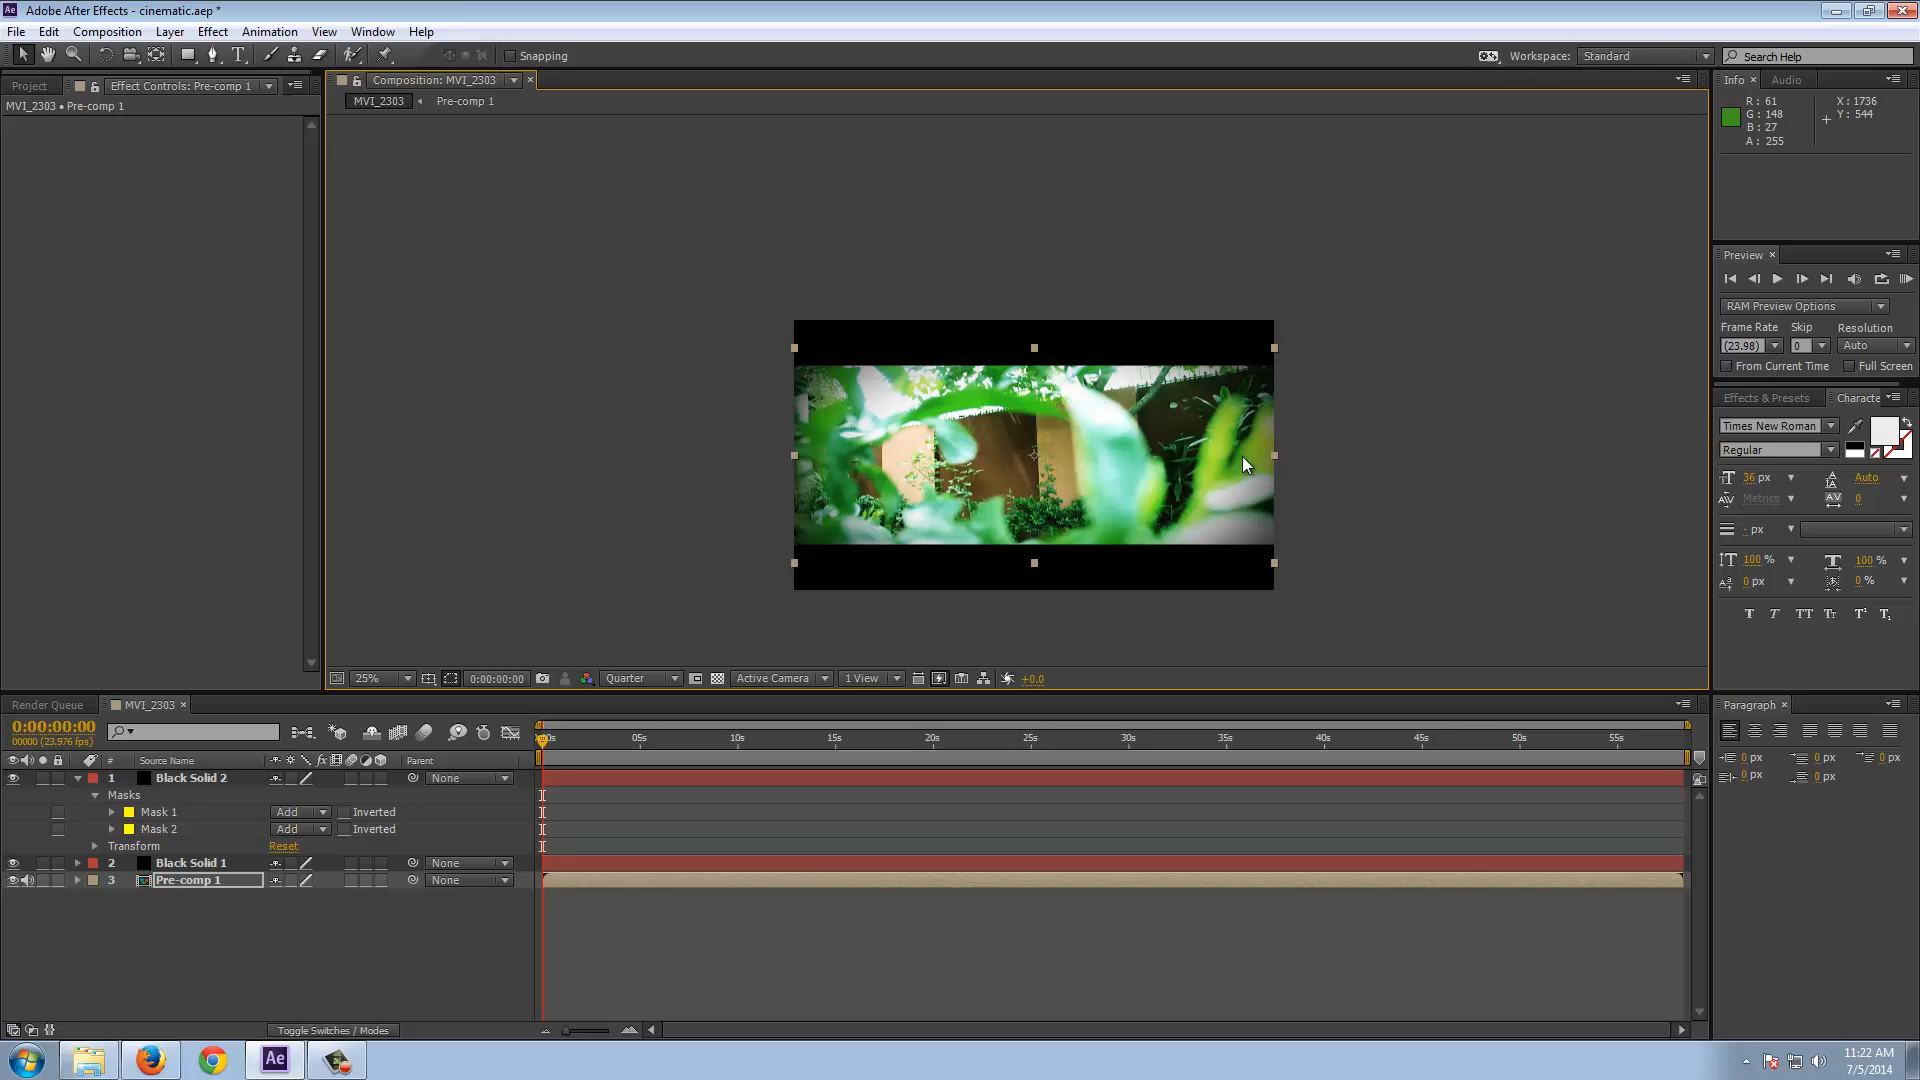 Ae Adobe After Effects - cinematic.aep *
File Edit Composition Layer Effect Animation View Window Help
T Snapping Workspace: Standard Search Help
Project Effect Controls: Pre-comp 1 Composition: MVI_2303 Info Audio
MVI_2303 • Pre-comp 1 MVI_2303 Pre-comp 1
R: 61 X: 1736
G: 148 Y: 544
B: 27
A: 255
Preview
RAM Preview Options
Frame Rate Skip Resolution
(23.98) 0 Auto
From Current Time Full Screen
Effects & Presets Characte
Times New Roman
Regular
36 px Auto
Metrics 0
- px
100 % 100 %
0 px 0 %
T T TT Tt T¹ T₁
25% 0:00:00:00 Quarter Active Camera 1 View +0.0
Render Queue MVI_2303 Paragraph
0:00:00:00
00000 (23.976 fps)
05s 10s 15s 20s 25s 30s 35s 40s 45s 50s 55s
# Source Name fx Parent
0 px 0 px 0 px
0 px 0 px
1 Black Solid 2 None
Masks
Mask 1 Add Inverted
Mask 2 Add Inverted
Transform Reset
2 Black Solid 1 None
3 Pre-comp 1 None
Toggle Switches / Modes
Ae
11:22 AM
7/5/2014